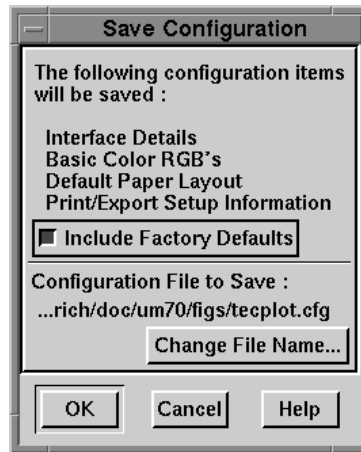 Save Configuration
The following configuration items
will be saved :
Interface Details
Basic Color RGB's
Default Paper Layout
Print/Export Setup Information
Include Factory Defaults
Configuration File to Save :
...rich/doc/um70/figs/tecplot.cfg
Change File Name...
OK Cancel Help